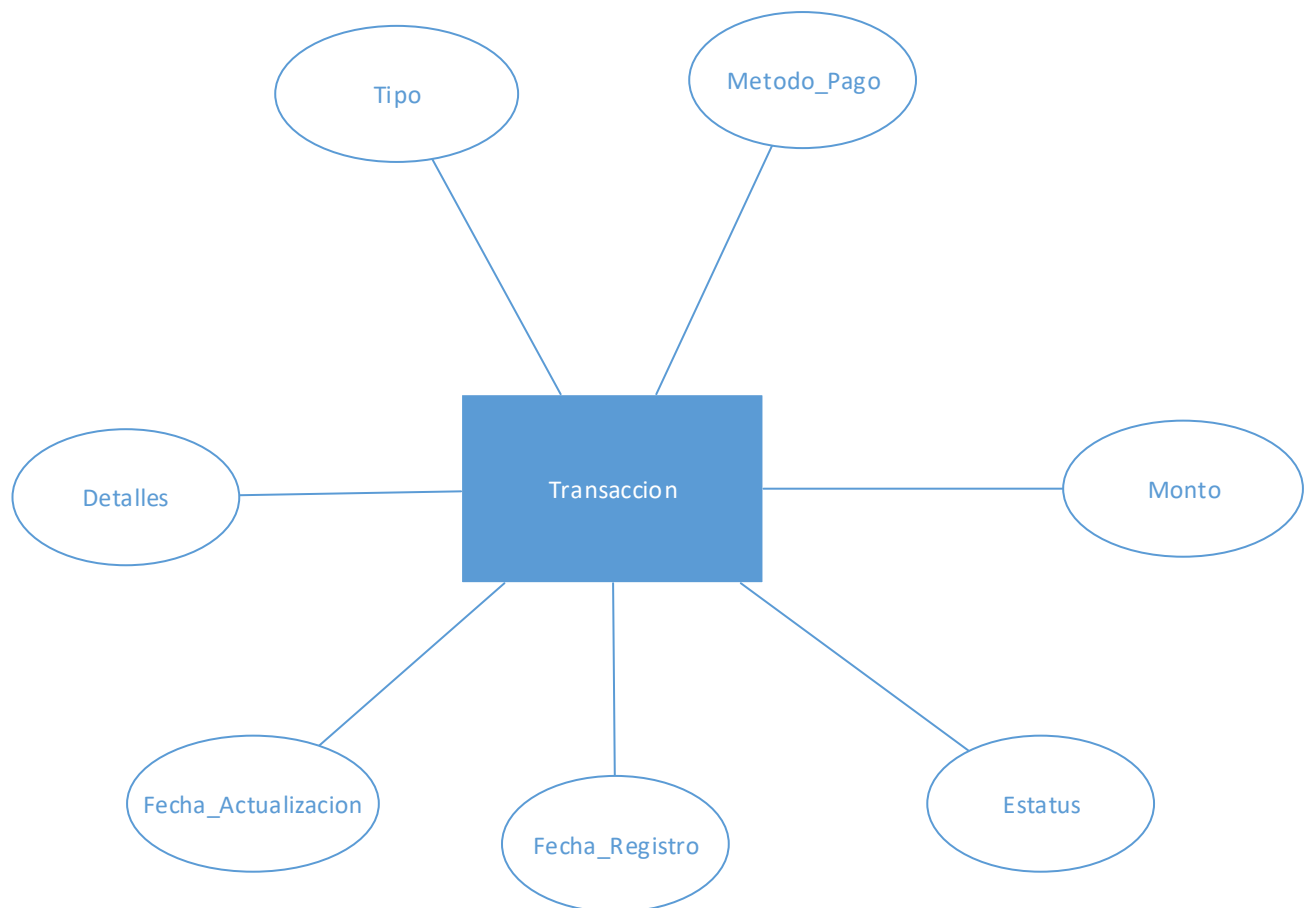 Tipo
Metodo_Pago
Detalles
Transaccion
Monto
Fecha_Actualizacion
Fecha_Registro
Estatus